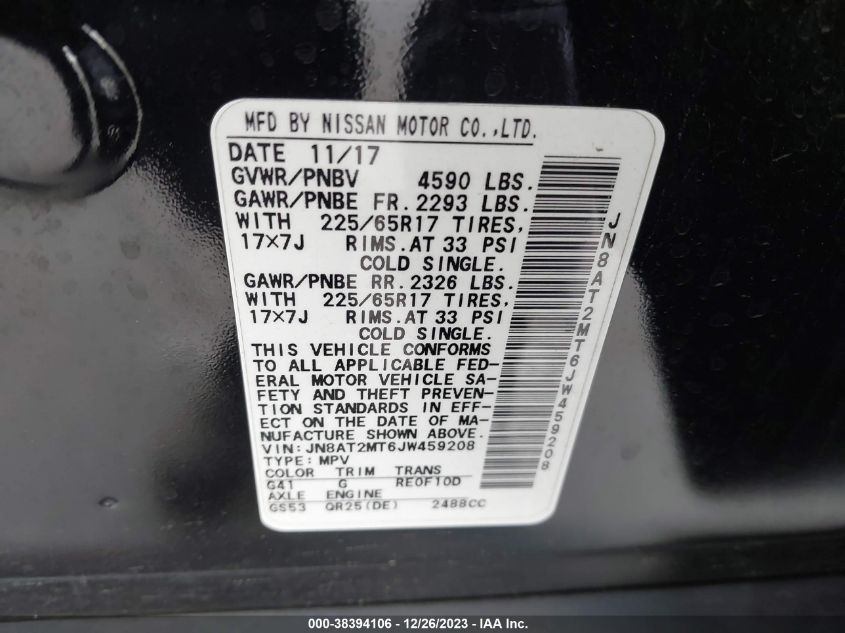 MFD BY NISSAN MOTOR CO.,LTD.
DATE 11/17
GVWR/PNBV 4590 LBS.
GAWR/PNBE FR. 2293 LBS.
WITH 225/65R17 TIRES,
17×7J RIMS.AT 33 PSI
COLD SINGLE.
GAWR/PNBE RR. 2326 LBS.
WITH 225/65R17 TIRES,
17×7J RIMS.AT 33 PSI
COLD SINGLE.
THIS VEHICLE CONFORMS
TO ALL APPLICABLE FED-
ERAL MOTOR VEHICLE SA-
FETY AND THEFT PREVEN-
TION STANDARDS IN EFF-
ECT ON THE DATE OF MA-
NUFACTURE SHOWN ABOVE.
VIN: JN8AT2MT6JW459208
TYPE: MPV
COLOR TRIM TRANS
G41 G RE0F10D
AXLE ENGINE
GS53 QR25(DE) 2488CC
JN8AT2MT6JW459208
000-38394106 - 12/26/2023 - IAA Inc.